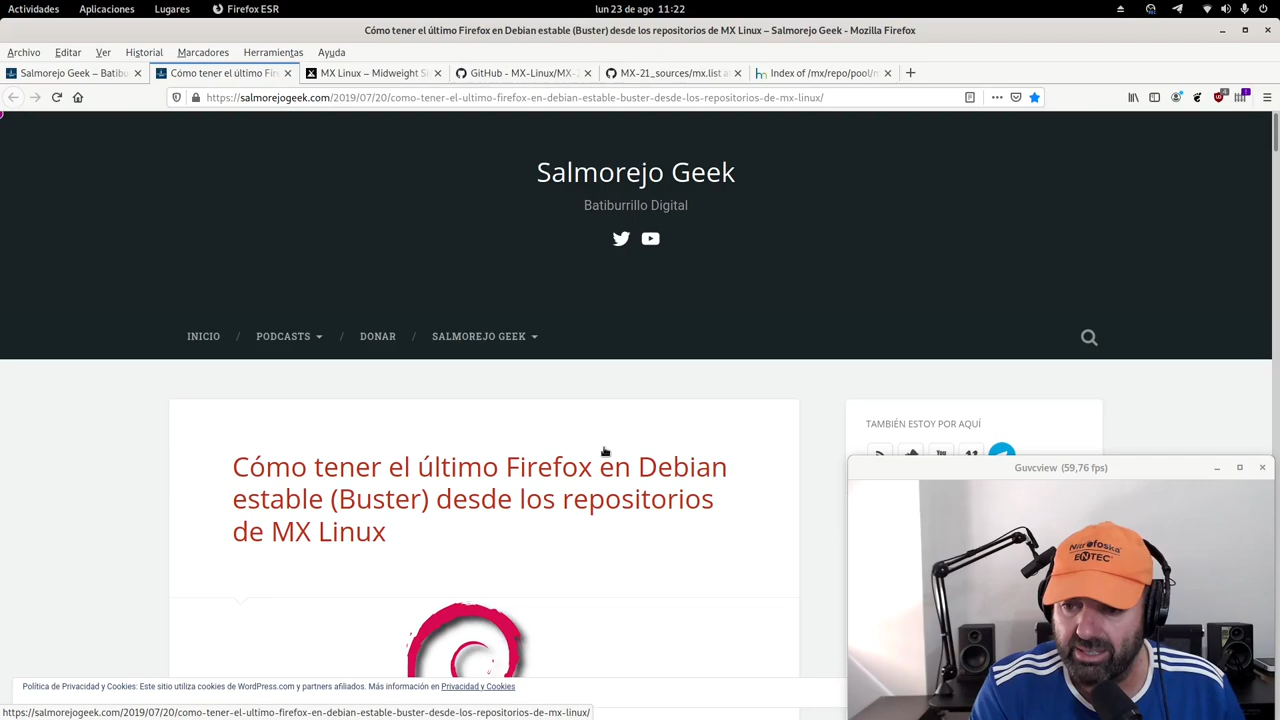 Actividades Aplicaciones Lugares Firefox ESR lun 23 de ago 11:22
Cómo tener el último Firefox en Debian estable (Buster) desde los repositorios de MX Linux – Salmorejo Geek - Mozilla Firefox
Archivo Editar Ver Historial Marcadores Herramientas Ayuda
Salmorejo Geek – Batibu Cómo tener el último Fire MX Linux – Midweight S GitHub - MX-Linux/MX-2 MX-21_sources/mx.list a Index of /mx/repo/pool/m
https://salmorejogeek.com/2019/07/20/como-tener-el-ultimo-firefox-en-debian-estable-buster-desde-los-repositorios-de-mx-linux/
Salmorejo Geek
Batiburrillo Digital
INICIO / PODCASTS / DONAR / SALMOREJO GEEK
Cómo tener el último Firefox en Debian
estable (Buster) desde los repositorios
de MX Linux
TAMBIÉN ESTOY POR AQUÍ
Guvcview (59,76 fps)
Nitrofoska
ENTEC
Política de Privacidad y Cookies: Este sitio utiliza cookies de WordPress.com y partners afiliados. Más información en Privacidad y Cookies
https://salmorejogeek.com/2019/07/20/como-tener-el-ultimo-firefox-en-debian-estable-buster-desde-los-repositorios-de-mx-linux/